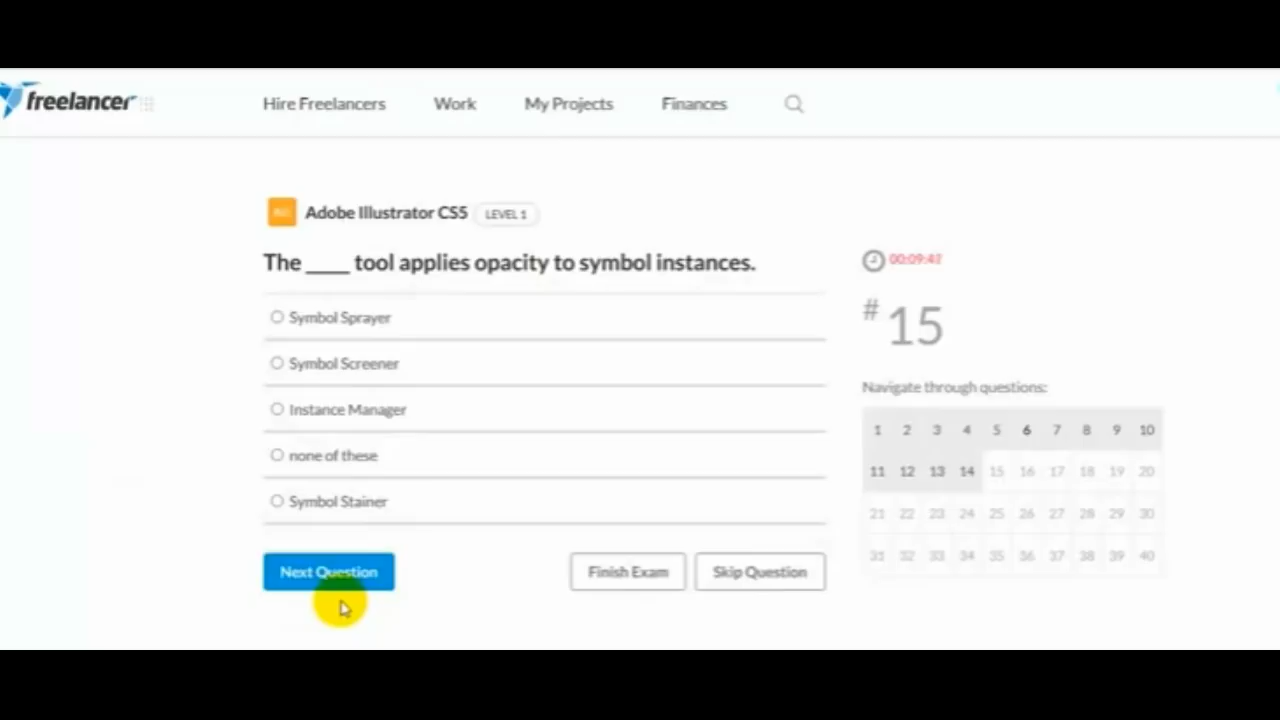 freelancer
Hire Freelancers Work My Projects Finances
Adobe Illustrator CS5 LEVEL 1
The ____ tool applies opacity to symbol instances.
Symbol Sprayer
Symbol Screener
Instance Manager
none of these
Symbol Stainer
Next Question Finish Exam Skip Question
#15
Navigate through questions:
1 2 3 4 5 6 7 8 9 10
11 12 13 14 15 16 17 18 19 20
21 22 23 24 25 26 27 28 29 30
31 32 33 34 35 36 37 38 39 40